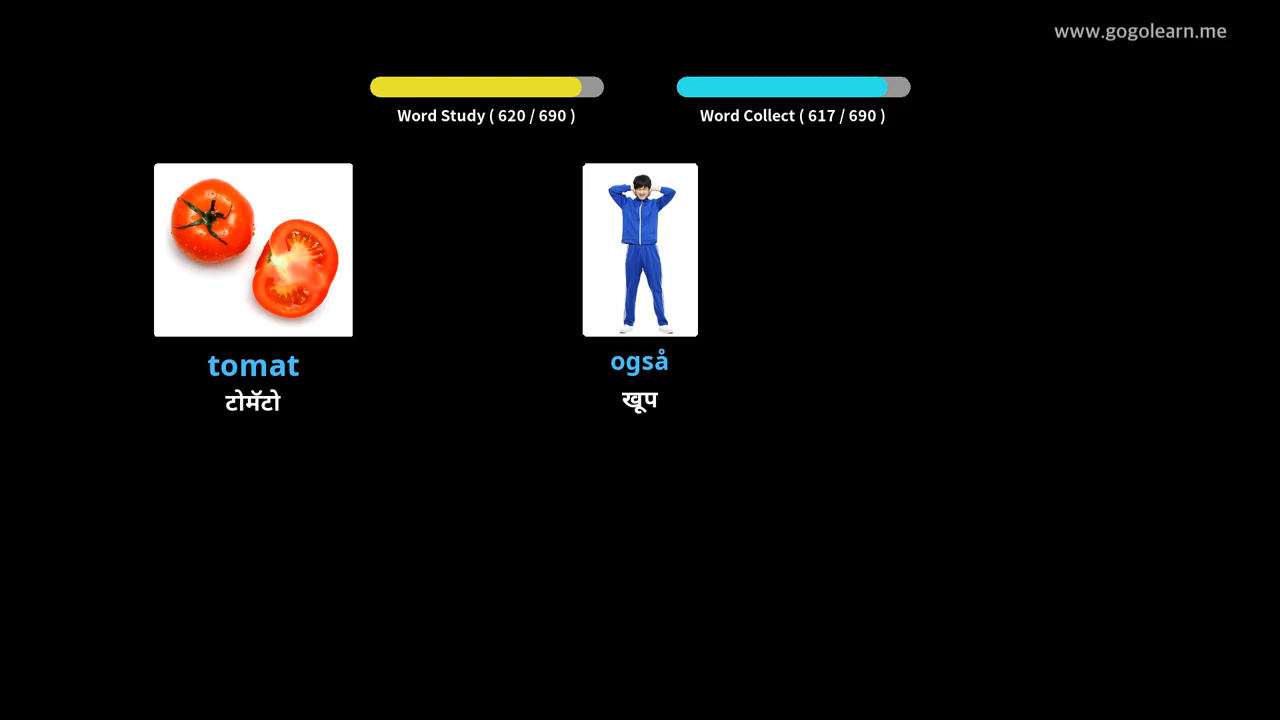 www.gogolearn.me
Word Study ( 620 / 690 )
Word Collect ( 617 / 690 )
tomat
टोमॅटो
også
खूप